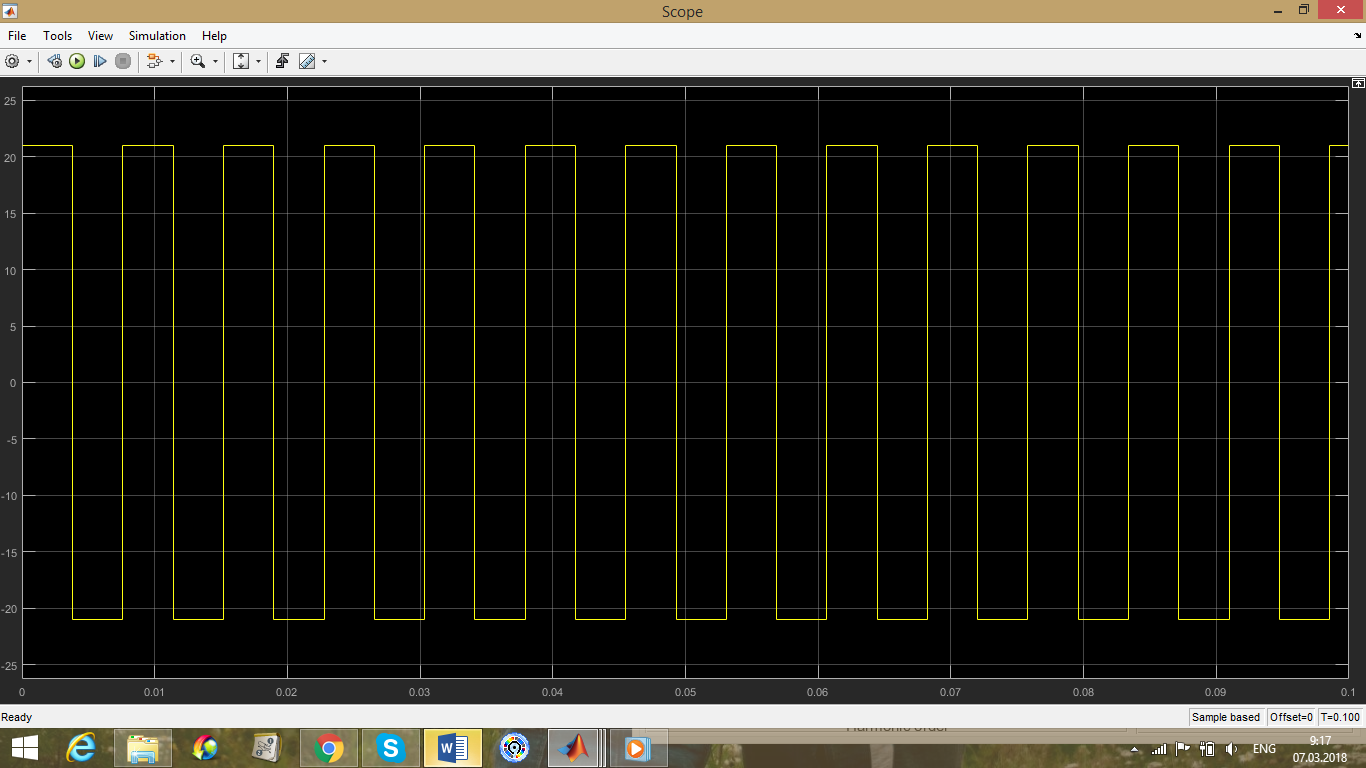 Scope
File Tools View Simulation Help
25
20
15
10
5
0
-5
-10
-15
-20
-25
0 0.01 0.02 0.03 0.04 0.05 0.06 0.07 0.08 0.09 0.1
Ready Sample based Offset=0 T=0.100
Harmonic order
ENG 9:17
07.03.2018